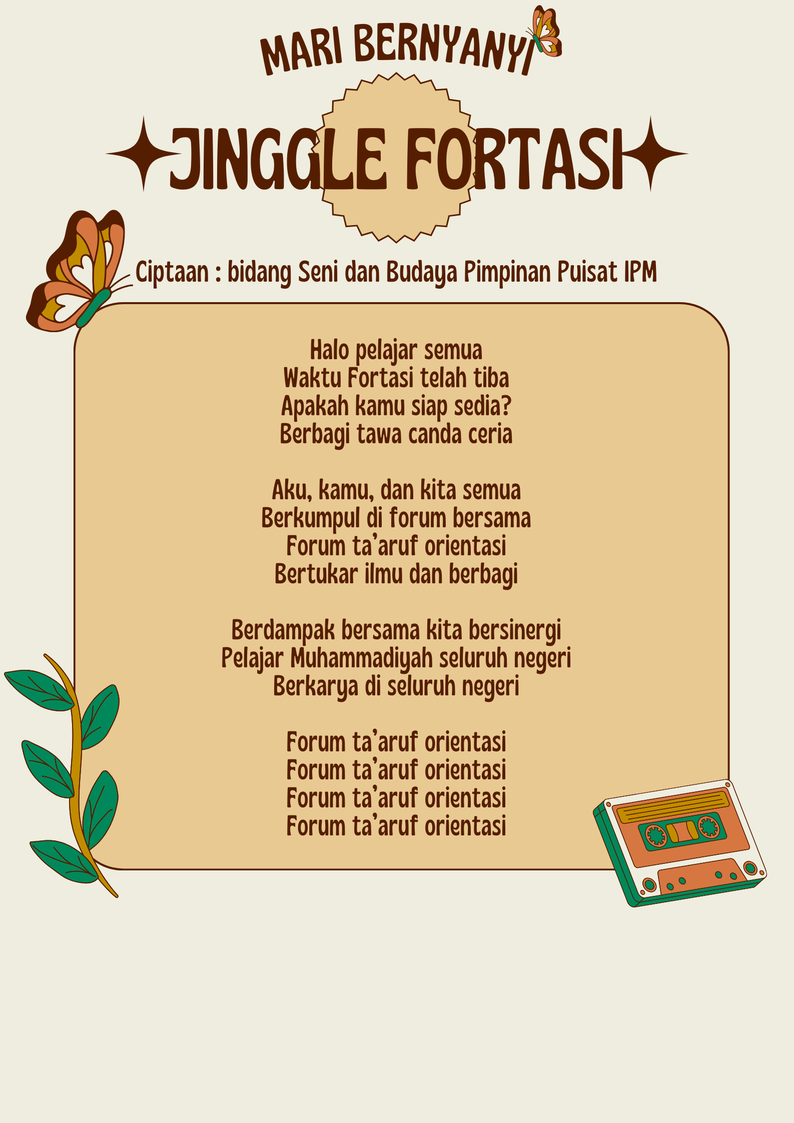 MARI BERNYANYI
JINGGLE FORTASI
Ciptaan : bidang Seni dan Budaya Pimpinan Puisat IPM
Halo pelajar semua
Waktu Fortasi telah tiba
Apakah kamu siap sedia?
Berbagi tawa canda ceria
Aku, kamu, dan kita semua
Berkumpul di forum bersama
Forum ta’aruf orientasi
Bertukar ilmu dan berbagi
Berdampak bersama kita bersinergi
Pelajar Muhammadiyah seluruh negeri
Berkarya di seluruh negeri
Forum ta’aruf orientasi
Forum ta’aruf orientasi
Forum ta’aruf orientasi
Forum ta’aruf orientasi